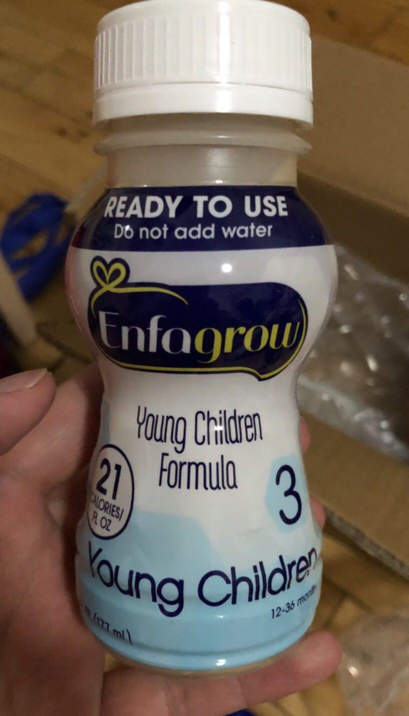 READY TO USE
Do not add water
Enfagrow
Young Children
Formula
21
CALORIES/
FL OZ
3
Young Children
12-36 months
(177 mL)